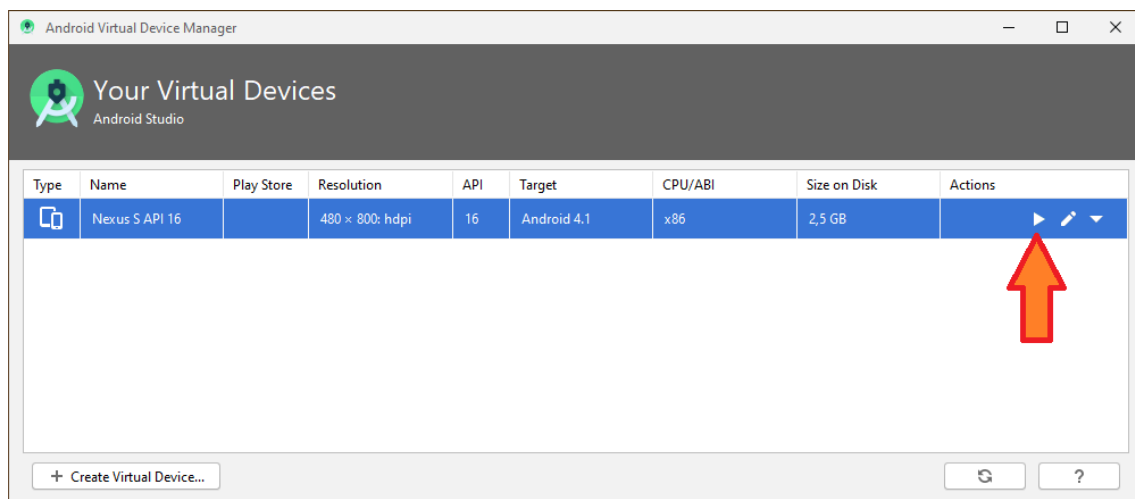 Android Virtual Device Manager
Your Virtual Devices
Android Studio
Type Name Play Store Resolution API Target CPU/ABI Size on Disk Actions
Nexus S API 16 480 × 800: hdpi 16 Android 4.1 x86 2,5 GB
+ Create Virtual Device... ?